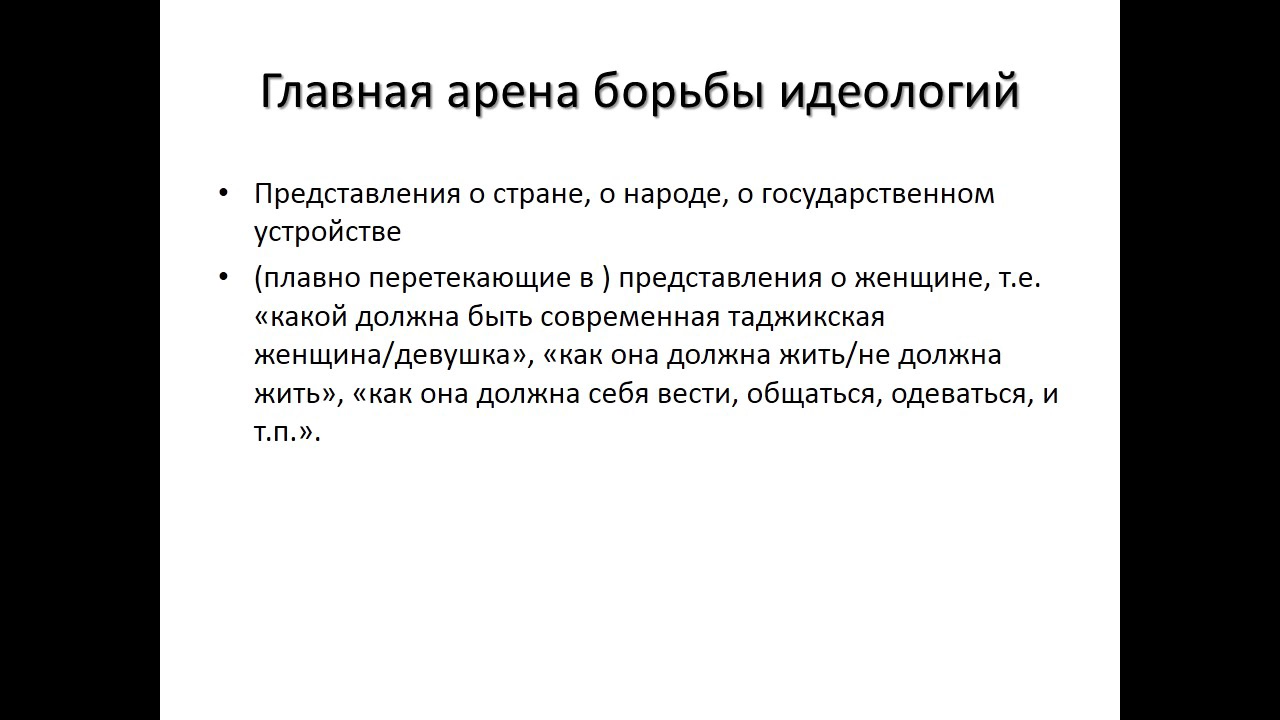 Главная арена борьбы идеологий
• Представления о стране, о народе, о государственном
устройстве
• (плавно перетекающие в ) представления о женщине, т.е.
«какой должна быть современная таджикская
женщина/девушка», «как она должна жить/не должна
жить», «как она должна себя вести, общаться, одеваться, и
т.п.».